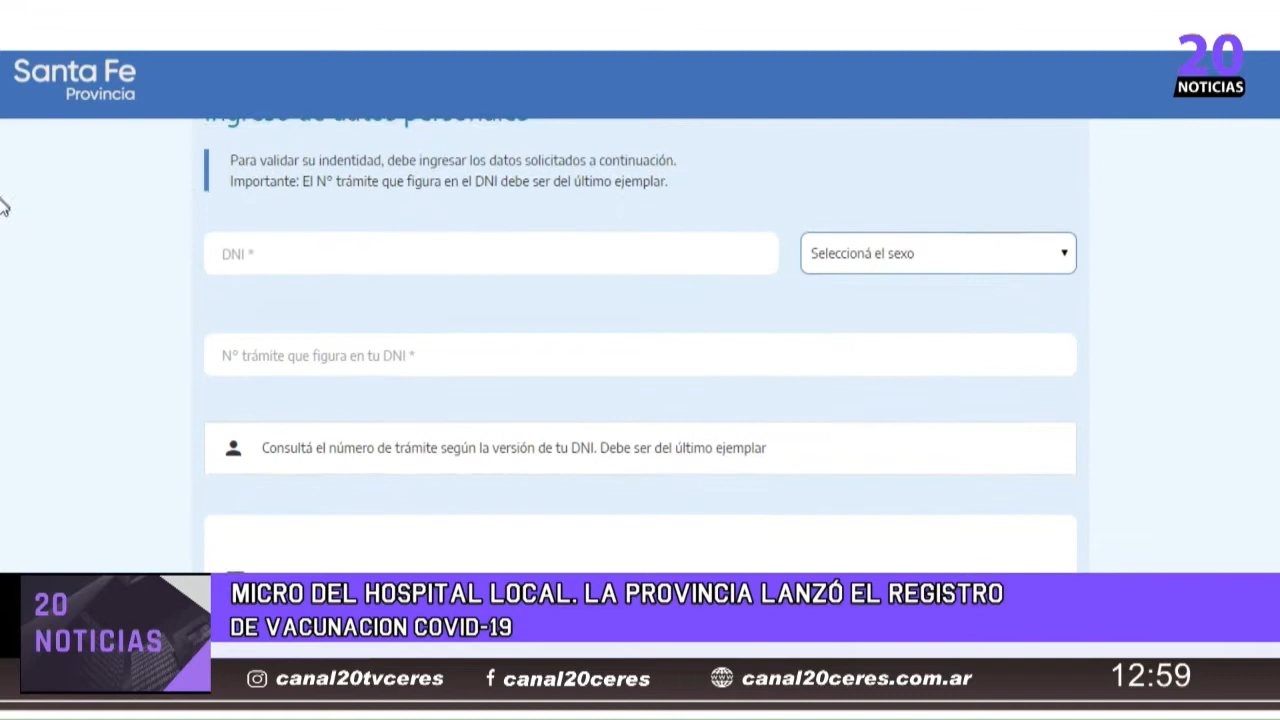 Santa Fe
Provincia
20
NOTICIAS
Ingreso de datos personales
Para validar su indentidad, debe ingresar los datos solicitados a continuación.
Importante: El N° trámite que figura en el DNI debe ser del último ejemplar.
DNI *
Seleccioná el sexo
N° trámite que figura en tu DNI *
Consultá el número de trámite según la versión de tu DNI. Debe ser del último ejemplar
20
NOTICIAS
MICRO DEL HOSPITAL LOCAL. LA PROVINCIA LANZÓ EL REGISTRO
DE VACUNACION COVID-19
canal20tvceres
canal20ceres
canal20ceres.com.ar
12:59